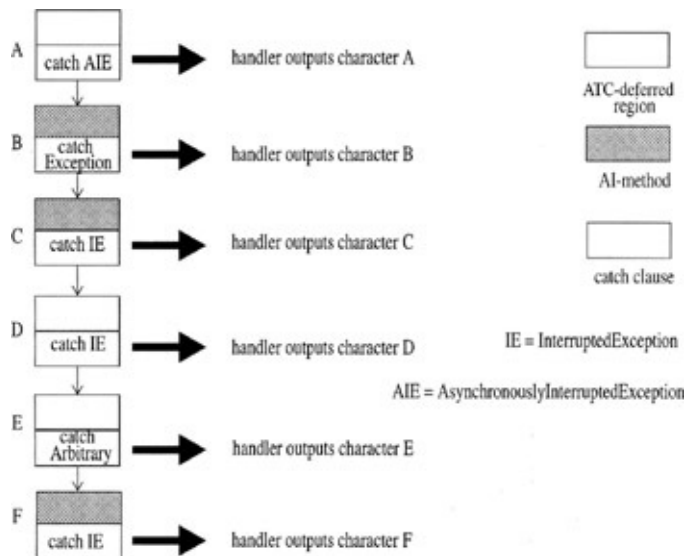 A
catch AIE
handler outputs character A
B
catch
Exception
handler outputs character B
C
catch IE
handler outputs character C
D
catch IE
handler outputs character D
E
catch
Arbitrary
handler outputs character E
F
catch IE
handler outputs character F
ATC-deferred
region
AI-method
catch clause
IE = InterruptedException
AIE = AsynchronouslyInterruptedException